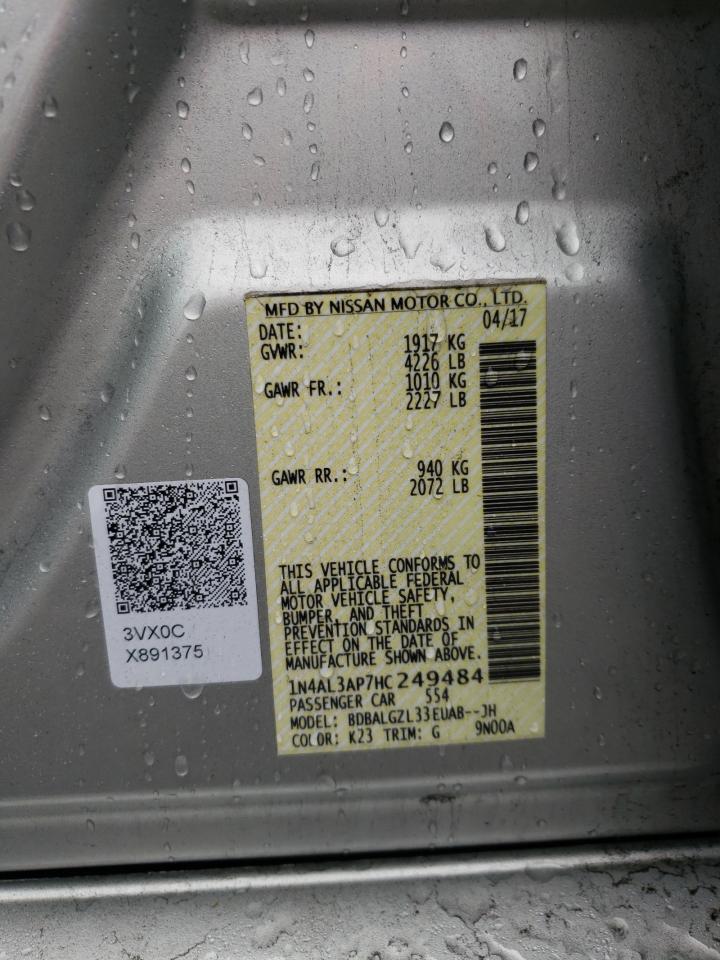 MFD BY NISSAN MOTOR CO., LTD.
DATE: 04/17
GVWR: 1917 KG
4226 LB
GAWR FR.: 1010 KG
2227 LB
GAWR RR.: 940 KG
2072 LB
THIS VEHICLE CONFORMS TO
ALL APPLICABLE FEDERAL
MOTOR VEHICLE SAFETY,
BUMPER, AND THEFT
PREVENTION STANDARDS IN
EFFECT ON THE DATE OF
MANUFACTURE SHOWN ABOVE.
1N4AL3AP7HC249484
PASSENGER CAR 554
MODEL: BDBALGZL33EUAB--JH
COLOR: K23 TRIM: G 9N00A
3VX0C
X891375